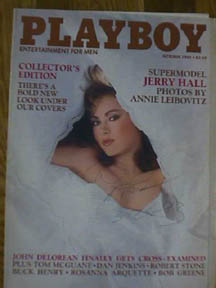 PLAYBOY
ENTERTAINMENT FOR MEN
OCTOBER 1985 •
COLLECTOR'S
EDITION
THERE'S A
BOLD NEW
LOOK UNDER
OUR COVERS
SUPERMODEL
JERRY HALL
PHOTOS BY
ANNIE LEIBOVITZ
JOHN DELOREAN FINALLY GETS CROSS-EXAMINED
PLUS TOM MCGUANE • DAN JENKINS • ROBERT STONE
BUCK HENRY • ROSANNA ARQUETTE • BOB GREENE